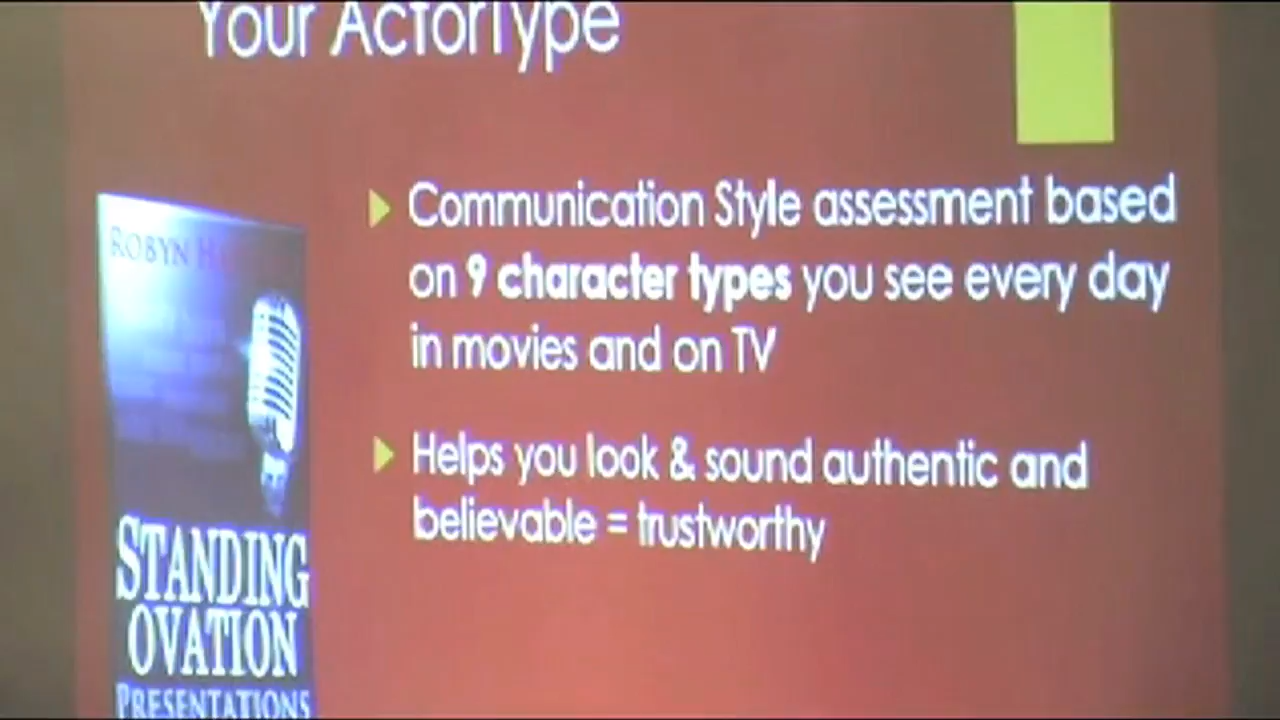 Your ActorType
Communication Style assessment based
on 9 character types you see every day
in movies and on TV
Helps you look & sound authentic and
believable = trustworthy
ROBYN H
STANDING
OVATION
PRESENTATIONS